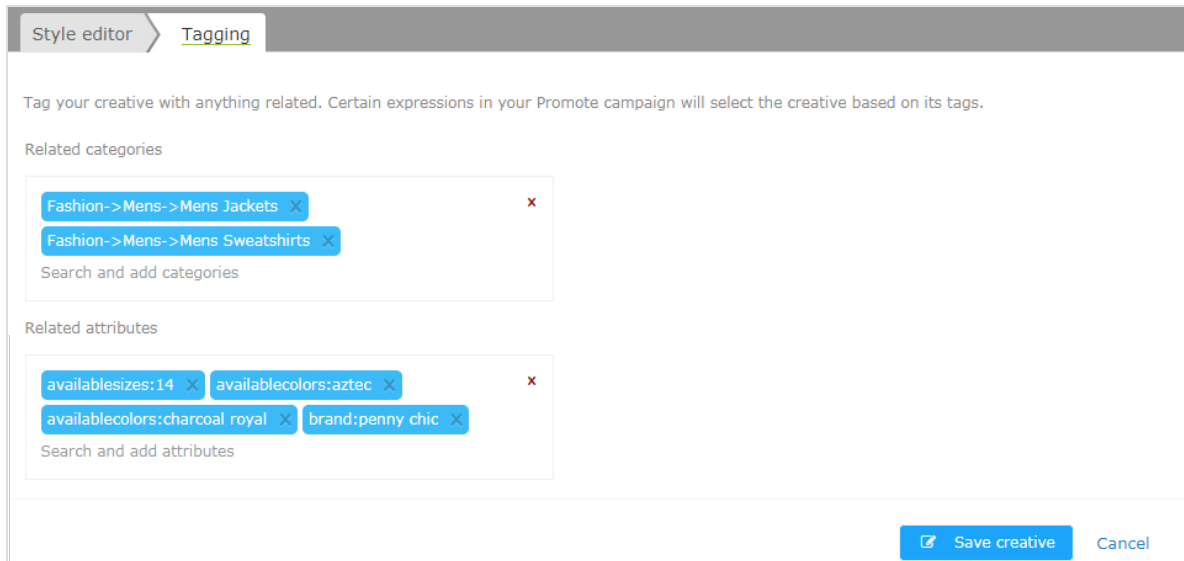 Style editor Tagging
Tag your creative with anything related. Certain expressions in your Promote campaign will select the creative based on its tags.
Related categories
Fashion->Mens->Mens Jackets X x
Fashion->Mens->Mens Sweatshirts X
Search and add categories
Related attributes
availablesizes:14 X availablecolors:aztec X x
availablecolors:charcoal royal X brand:penny chic X
Search and add attributes
Save creative Cancel